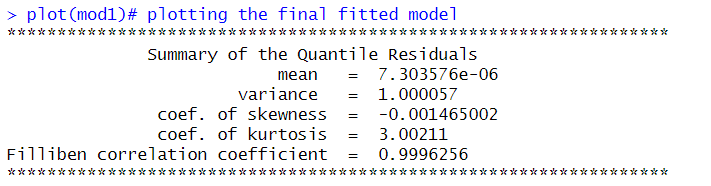 > plot(mod1)# plotting the final fitted model
*******************************************************************
Summary of the Quantile Residuals
mean = 7.303576e-06
variance = 1.000057
coef. of skewness = -0.001465002
coef. of kurtosis = 3.00211
Filliben correlation coefficient = 0.9996256
*******************************************************************